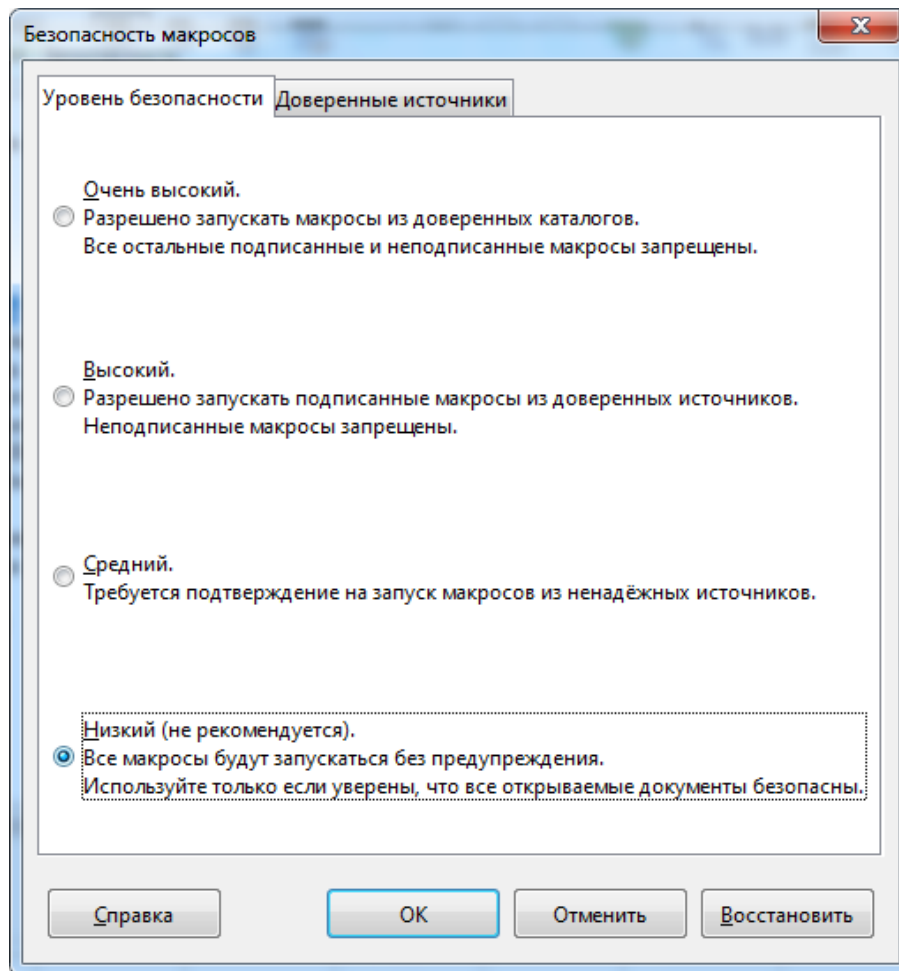 Безопасность макросов
Уровень безопасности
Доверенные источники
Очень высокий.
Разрешено запускать макросы из доверенных каталогов.
Все остальные подписанные и неподписанные макросы запрещены.
Высокий.
Разрешено запускать подписанные макросы из доверенных источников.
Неподписанные макросы запрещены.
Средний.
Требуется подтверждение на запуск макросов из ненадёжных источников.
Низкий (не рекомендуется).
Все макросы будут запускаться без предупреждения.
Используйте только если уверены, что все открываемые документы безопасны.
Справка
ОК
Отменить
Восстановить